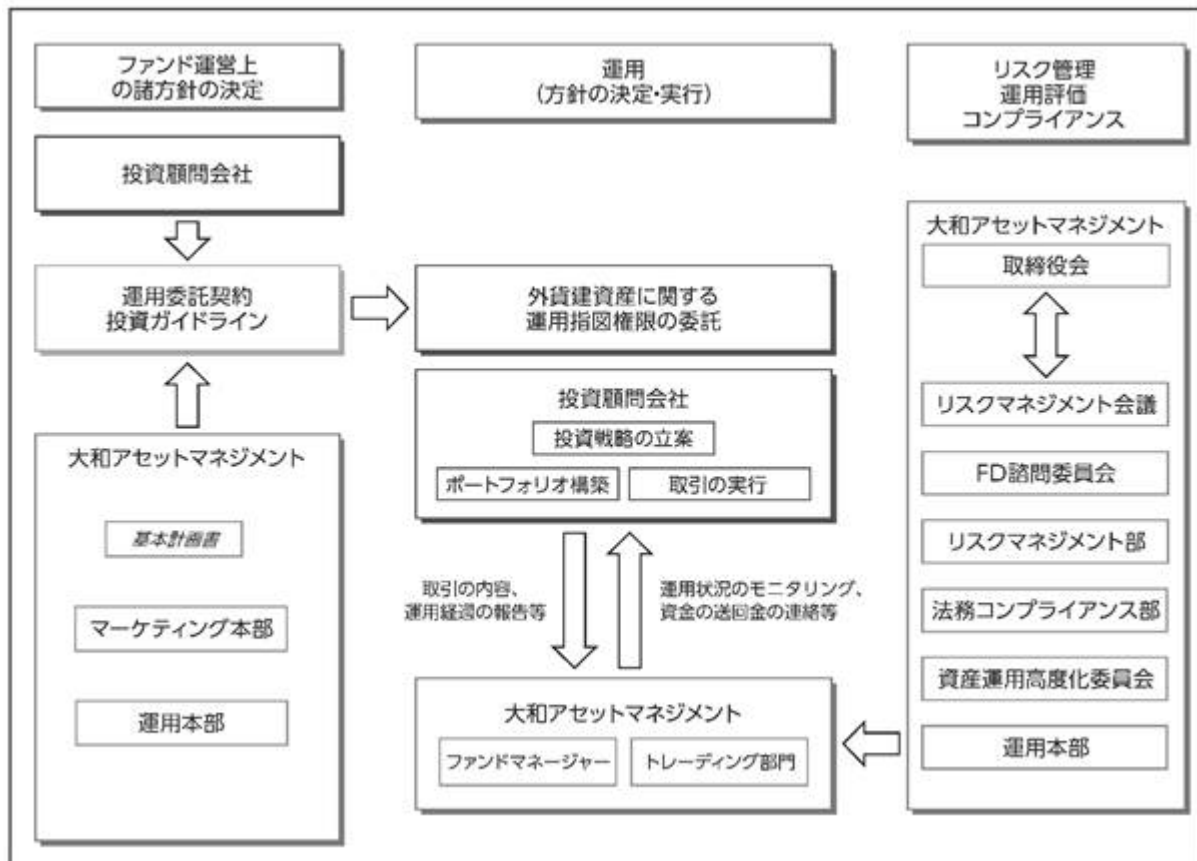 ファンド運営上
の諸方針の決定
運用
(方針の決定・実行)
リスク管理
運用評価
コンプライアンス
投資顧問会社
運用委託契約
投資ガイドライン
外貨建資産に関する
運用指図権限の委託
大和アセットマネジメント
基本計画書
マーケティング本部
運用本部
投資顧問会社
投資戦略の立案
ポートフォリオ構築
取引の実行
取引の内容、
運用経過の報告等
運用状況のモニタリング、
資金の送回金の連絡等
大和アセットマネジメント
ファンドマネージャー
トレーディング部門
大和アセットマネジメント
取締役会
リスクマネジメント会議
FD諮問委員会
リスクマネジメント部
法務コンプライアンス部
資産運用高度化委員会
運用本部